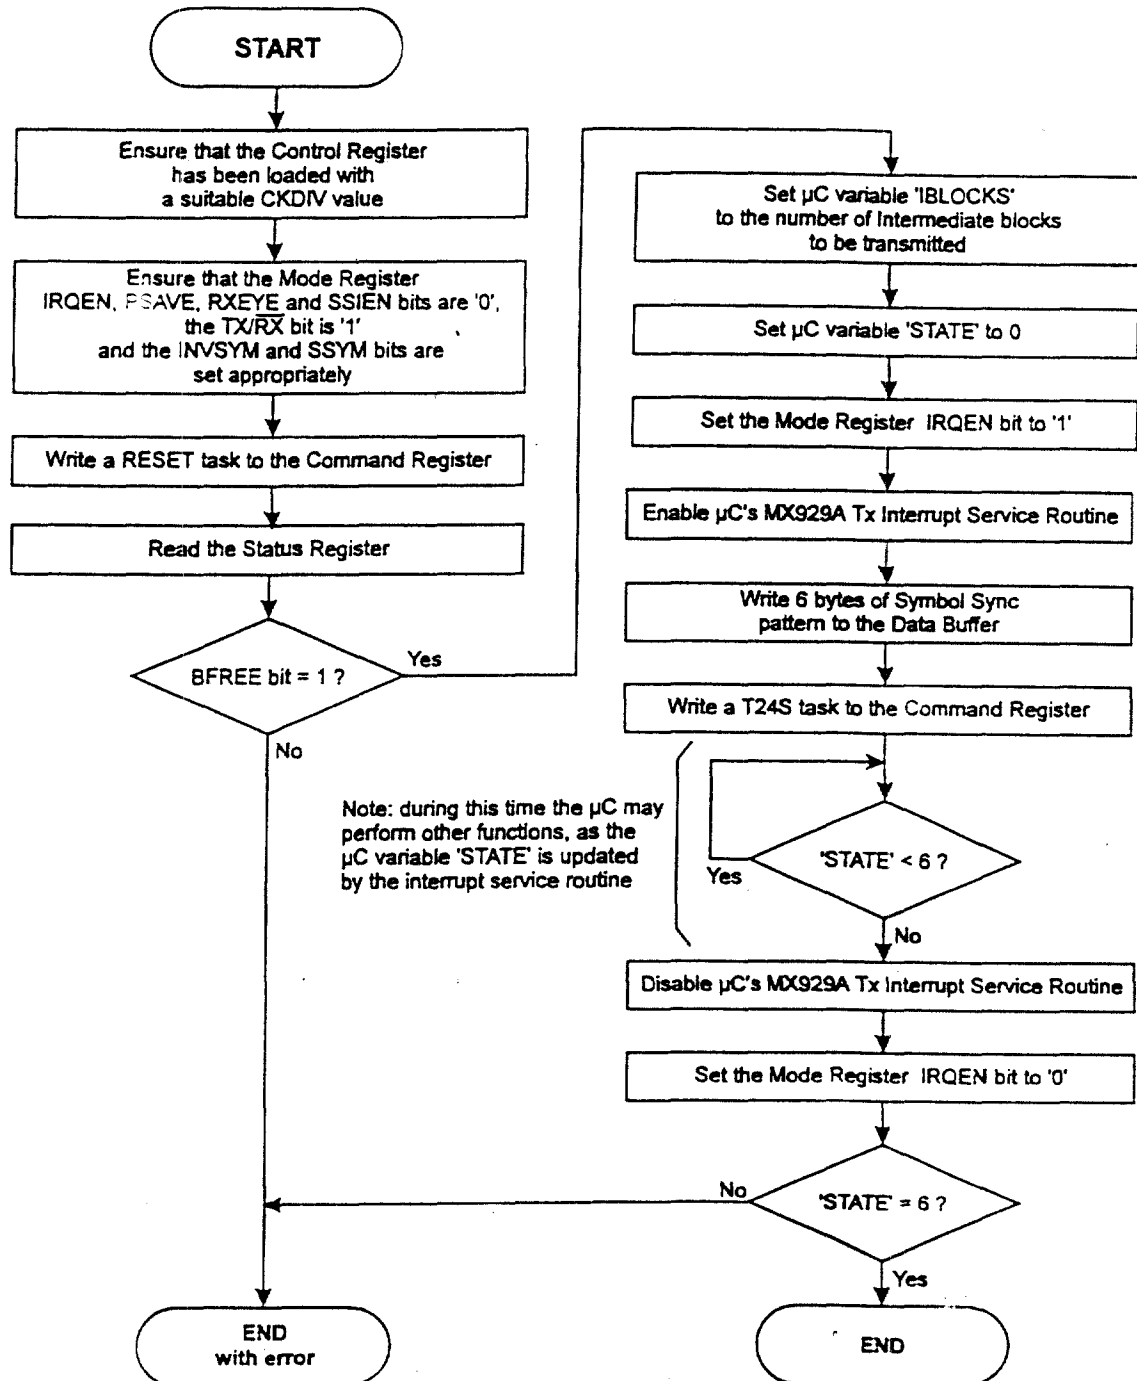 START
Ensure that the Control Register
has been loaded with
a suitable CKDIV value
Ensure that the Mode Register
IRQEN, PSAVE, RXEYE and SSIEN bits are '0',
the TX/R̅X̅ bit is '1'
and the INVSYM and SSYM bits are
set appropriately
Write a RESET task to the Command Register
Read the Status Register
BFREE bit = 1 ?
Yes
No
Set µC variable 'IBLOCKS'
to the number of Intermediate blocks
to be transmitted
Set µC variable 'STATE' to 0
Set the Mode Register IRQEN bit to '1'
Enable µC's MX929A Tx Interrupt Service Routine
Write 6 bytes of Symbol Sync
pattern to the Data Buffer
Write a T24S task to the Command Register
Note: during this time the µC may
perform other functions, as the
µC variable 'STATE' is updated
by the interrupt service routine
'STATE' < 6 ?
Yes
No
Disable µC's MX929A Tx Interrupt Service Routine
Set the Mode Register IRQEN bit to '0'
'STATE' = 6 ?
No
Yes
END
with error
END